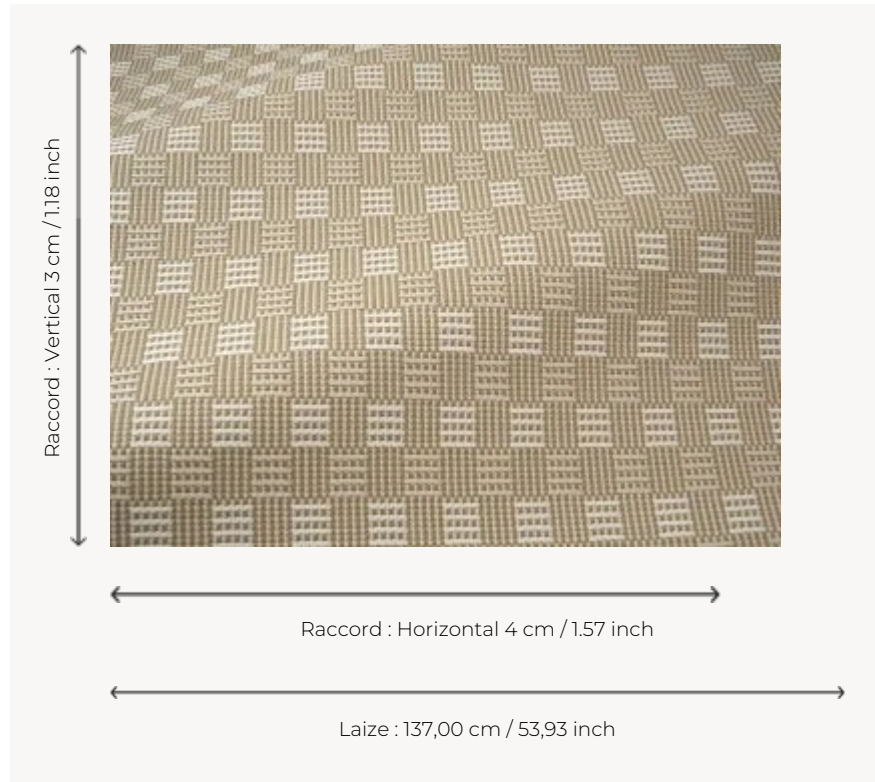 Raccord : Vertical 3 cm / 1.18 inch
Raccord : Horizontal 4 cm / 1.57 inch
Laize : 137,00 cm / 53,93 inch